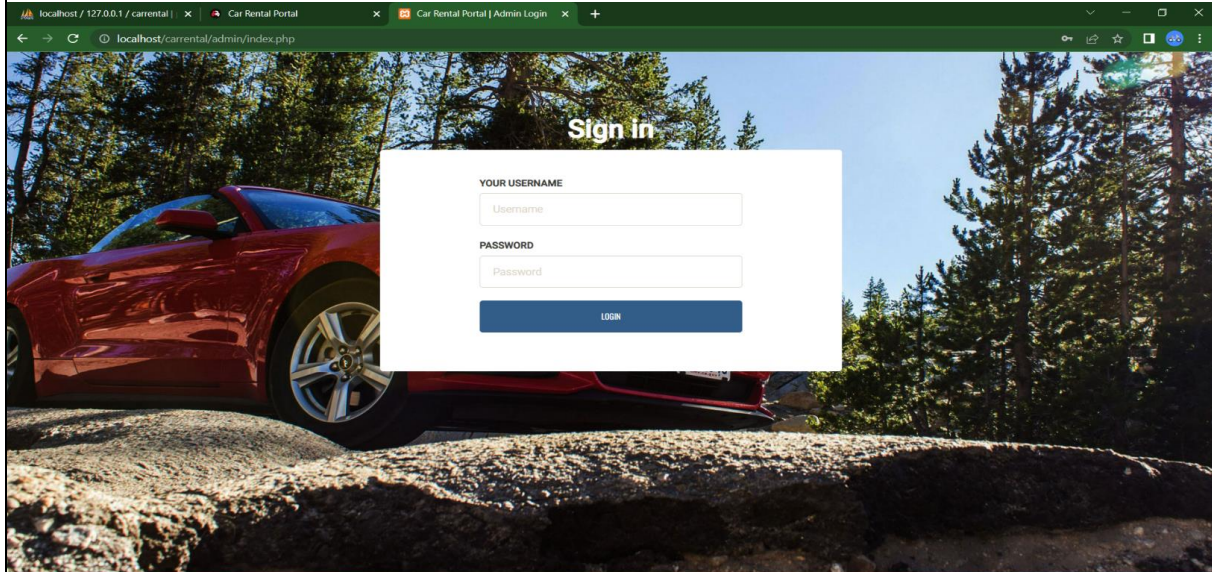 localhost / 127.0.0.1 / carrental |
Car Rental Portal
Car Rental Portal | Admin Login
localhost/carrental/admin/index.php
Sign in
YOUR USERNAME
Username
PASSWORD
Password
LOGIN